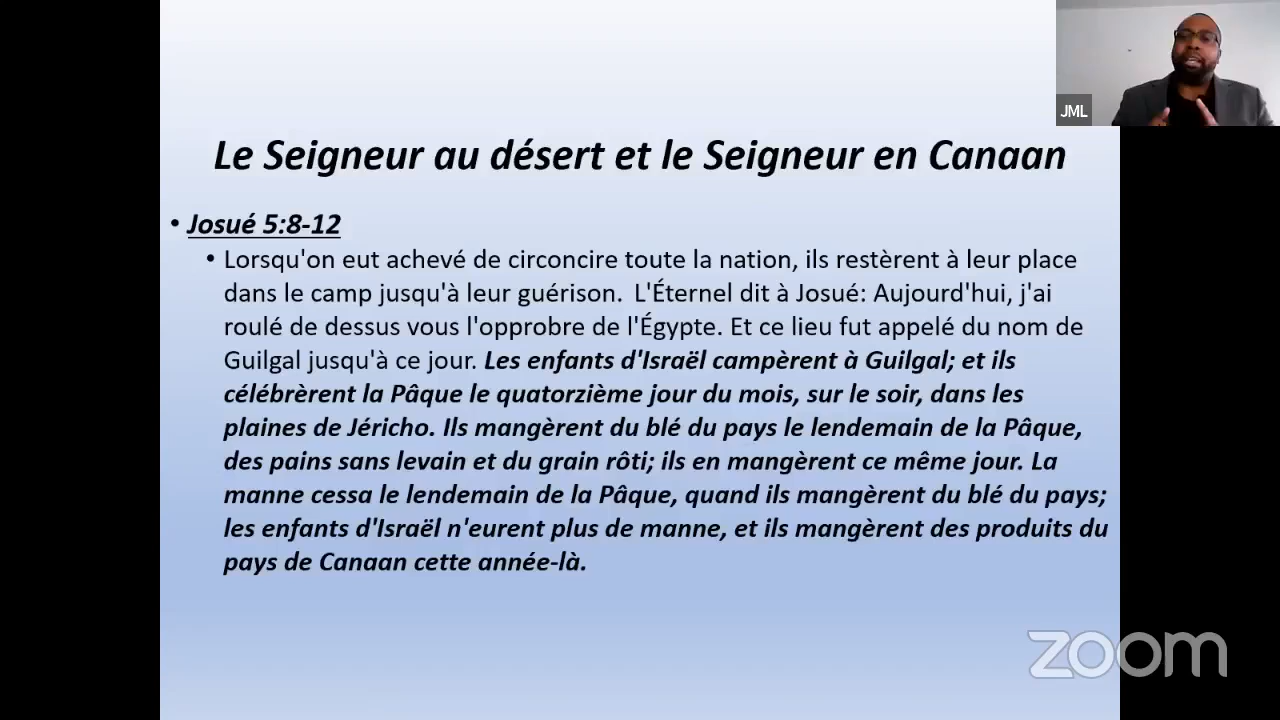 JML
Le Seigneur au désert et le Seigneur en Canaan
• Josué 5:8-12
• Lorsqu'on eut achevé de circoncire toute la nation, ils restèrent à leur place
dans le camp jusqu'à leur guérison. L'Éternel dit à Josué: Aujourd'hui, j'ai
roulé de dessus vous l'opprobre de l'Égypte. Et ce lieu fut appelé du nom de
Guilgal jusqu'à ce jour. Les enfants d'Israël campèrent à Guilgal; et ils
célébrèrent la Pâque le quatorzième jour du mois, sur le soir, dans les
plaines de Jéricho. Ils mangèrent du blé du pays le lendemain de la Pâque,
des pains sans levain et du grain rôti; ils en mangèrent ce même jour. La
manne cessa le lendemain de la Pâque, quand ils mangèrent du blé du pays;
les enfants d'Israël n'eurent plus de manne, et ils mangèrent des produits du
pays de Canaan cette année-là.
zoom